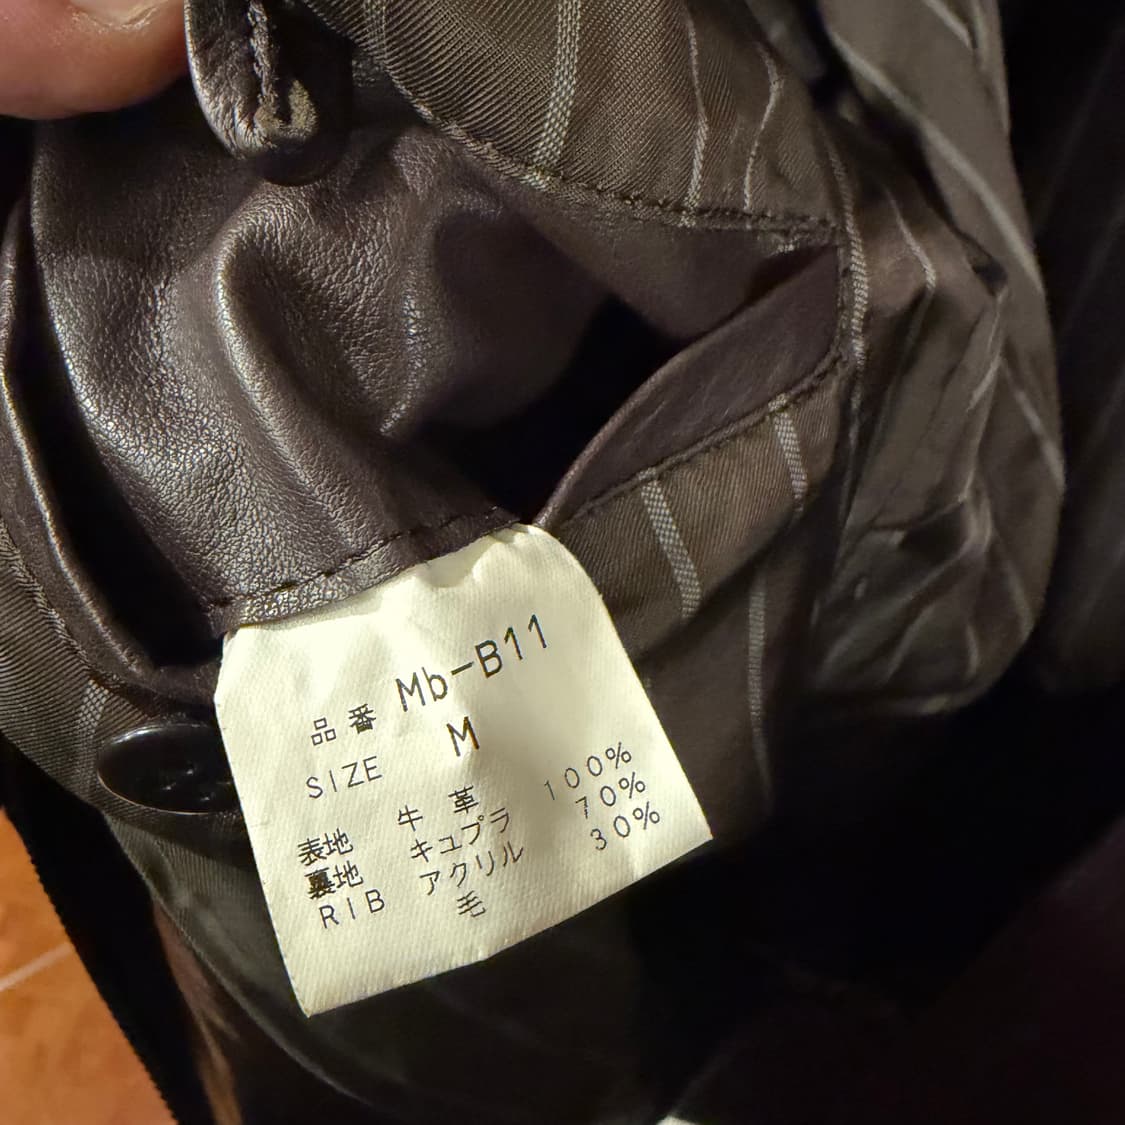 品番 Mb-B11
SIZE M
表地 牛革 100%
裏地 キュプラ 70%
RIB アクリル 30%
毛